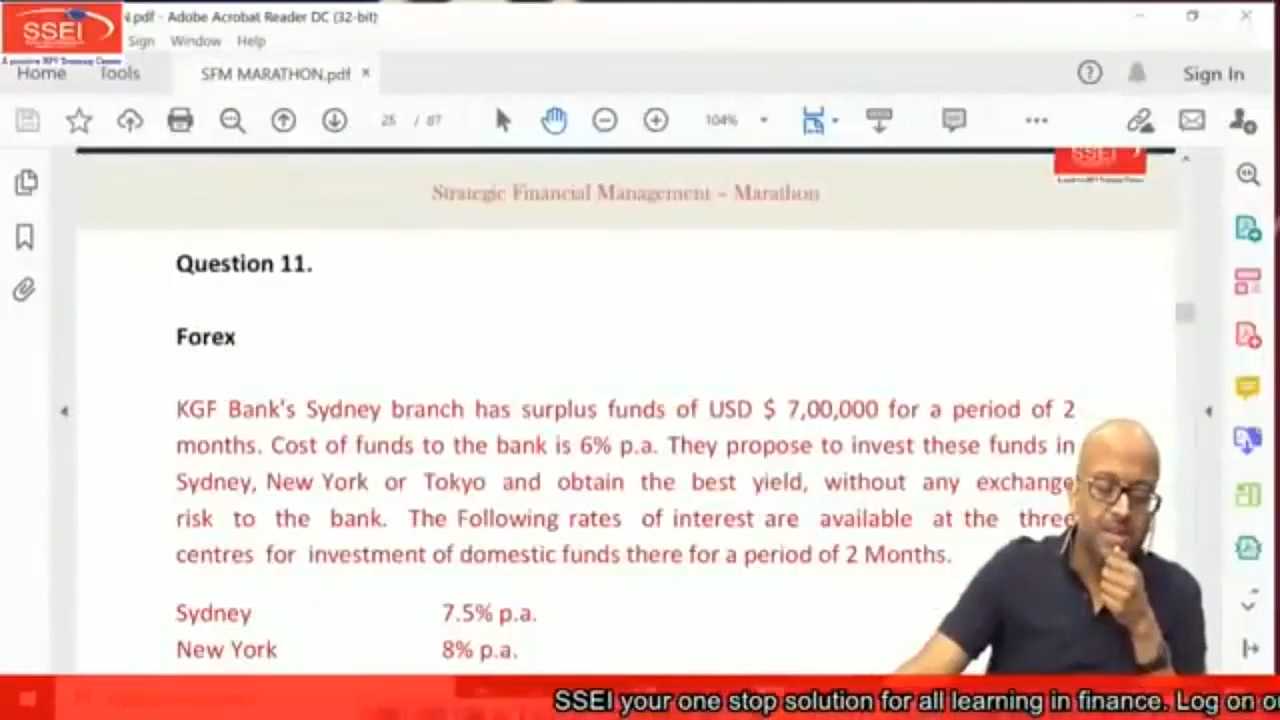 SSEI
.pdf - Adobe Acrobat Reader DC (32-bit)
Sign Window Help
Home Tools SFM MARATHON.pdf × Sign In
/ 87 104%
SSEI
Strategic Financial Management – Marathon
Question 11.
Forex
KGF Bank's Sydney branch has surplus funds of USD $ 7,00,000 for a period of 2
months. Cost of funds to the bank is 6% p.a. They propose to invest these funds in
Sydney, New York or Tokyo and obtain the best yield, without any exchange
risk to the bank. The Following rates of interest are available at the three
centres for investment of domestic funds there for a period of 2 Months.
Sydney 7.5% p.a.
New York 8% p.a.
SSEI your one stop solution for all learning in finance. Log on o